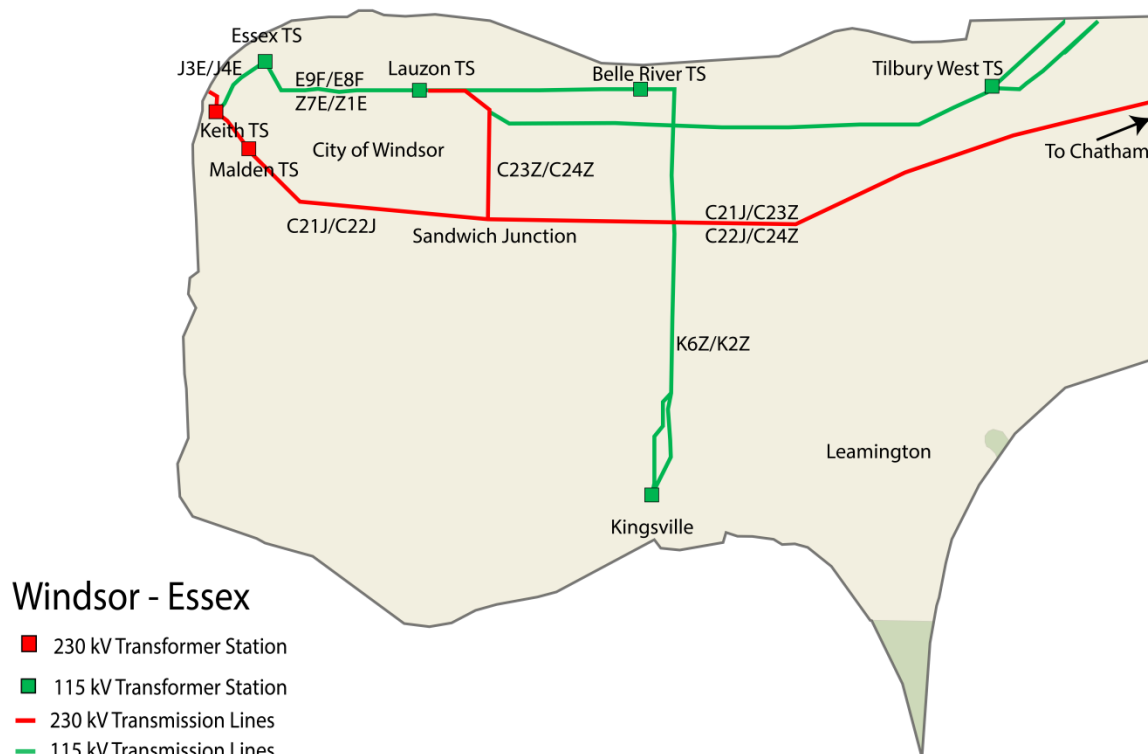 Essex TS
J3E/J4E
E9F/E8F
Z7E/Z1E
Lauzon TS
Belle River TS
Tilbury West TS
Keith TS
Malden TS
City of Windsor
C23Z/C24Z
To Chatham
C21J/C22J
Sandwich Junction
C21J/C23Z
C22J/C24Z
K6Z/K2Z
Leamington
Kingsville
Windsor - Essex
230 kV Transformer Station
115 kV Transformer Station
230 kV Transmission Lines
115 kV Transmission Lines